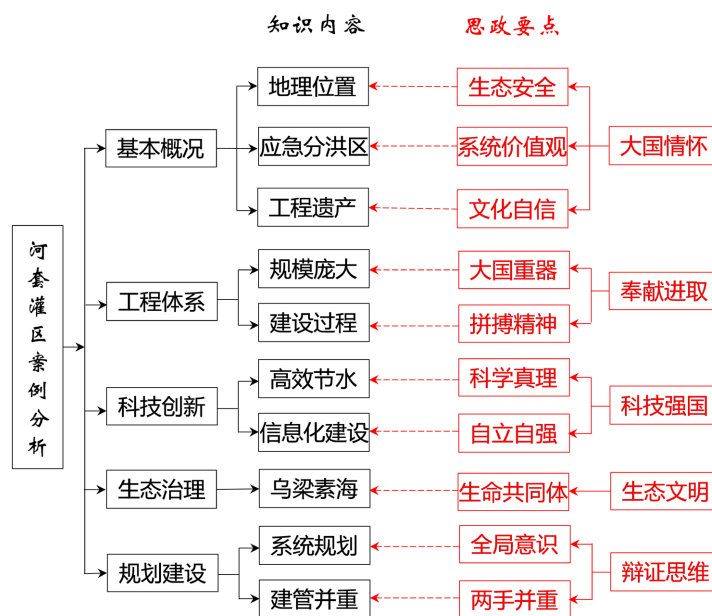 知识内容
思政要点
河套灌区案例分析
基本概况
地理位置
生态安全
应急分洪区
系统价值观
工程遗产
文化自信
大国情怀
工程体系
规模庞大
大国重器
建设过程
拼搏精神
奉献进取
科技创新
高效节水
科学真理
信息化建设
自立自强
科技强国
生态治理
乌梁素海
生命共同体
生态文明
规划建设
系统规划
全局意识
建管并重
两手并重
辩证思维